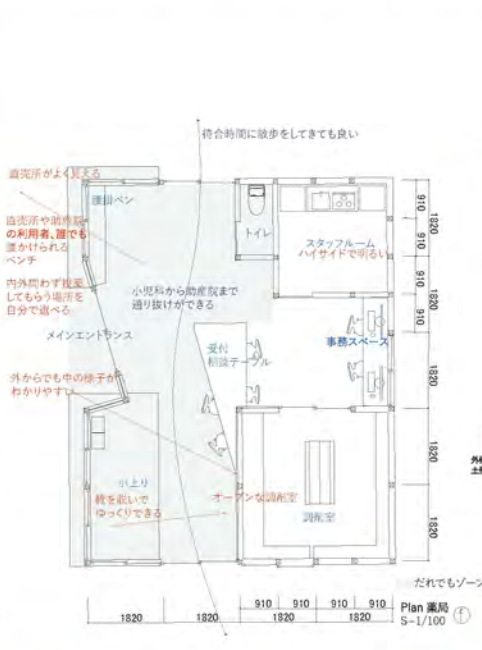 待合時間に散歩をしてきても良い
直売所がよく見える
腰掛ベン
直売所や助産院
の利用者、誰でも
腰かけられる
ベンチ
トイレ
スタッフルーム
ハイサイドで明るい
内外問わず
してもらう場所を
自分で選べる
小児科から助産院まで
通り抜けができる
メインエントランス
受付
相談テーブル
事務スペース
外からでも中の様子が
わかりやすい
小上り
靴を脱いで
ゆっくりできる
オープンな調剤室
調剤室
910
910
910
910
1820
1820
1820
1820
1820
だれでもゾーン
910
910
910
910
1820
1820
1820
1820
Plan 薬局
S-1/100